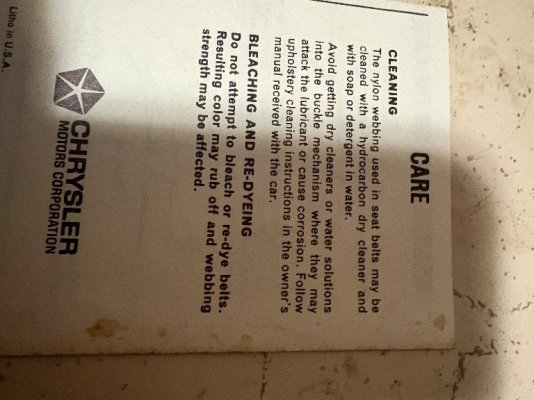 CARE
CLEANING
The nylon webbing used in seat belts may be
cleaned with a hydrocarbon dry cleaner and
with soap or detergent in water.
Avoid getting dry cleaners or water solutions
into the buckle mechanism where they may
attack the lubricant or cause corrosion. Follow
upholstery cleaning instructions in the owner's
manual received with the car.
BLEACHING AND RE-DYEING
Do not attempt to bleach or re-dye belts.
Resulting color may rub off and webbing
strength may be affected.
CHRYSLER
MOTORS CORPORATION
Litho in U.S.A.